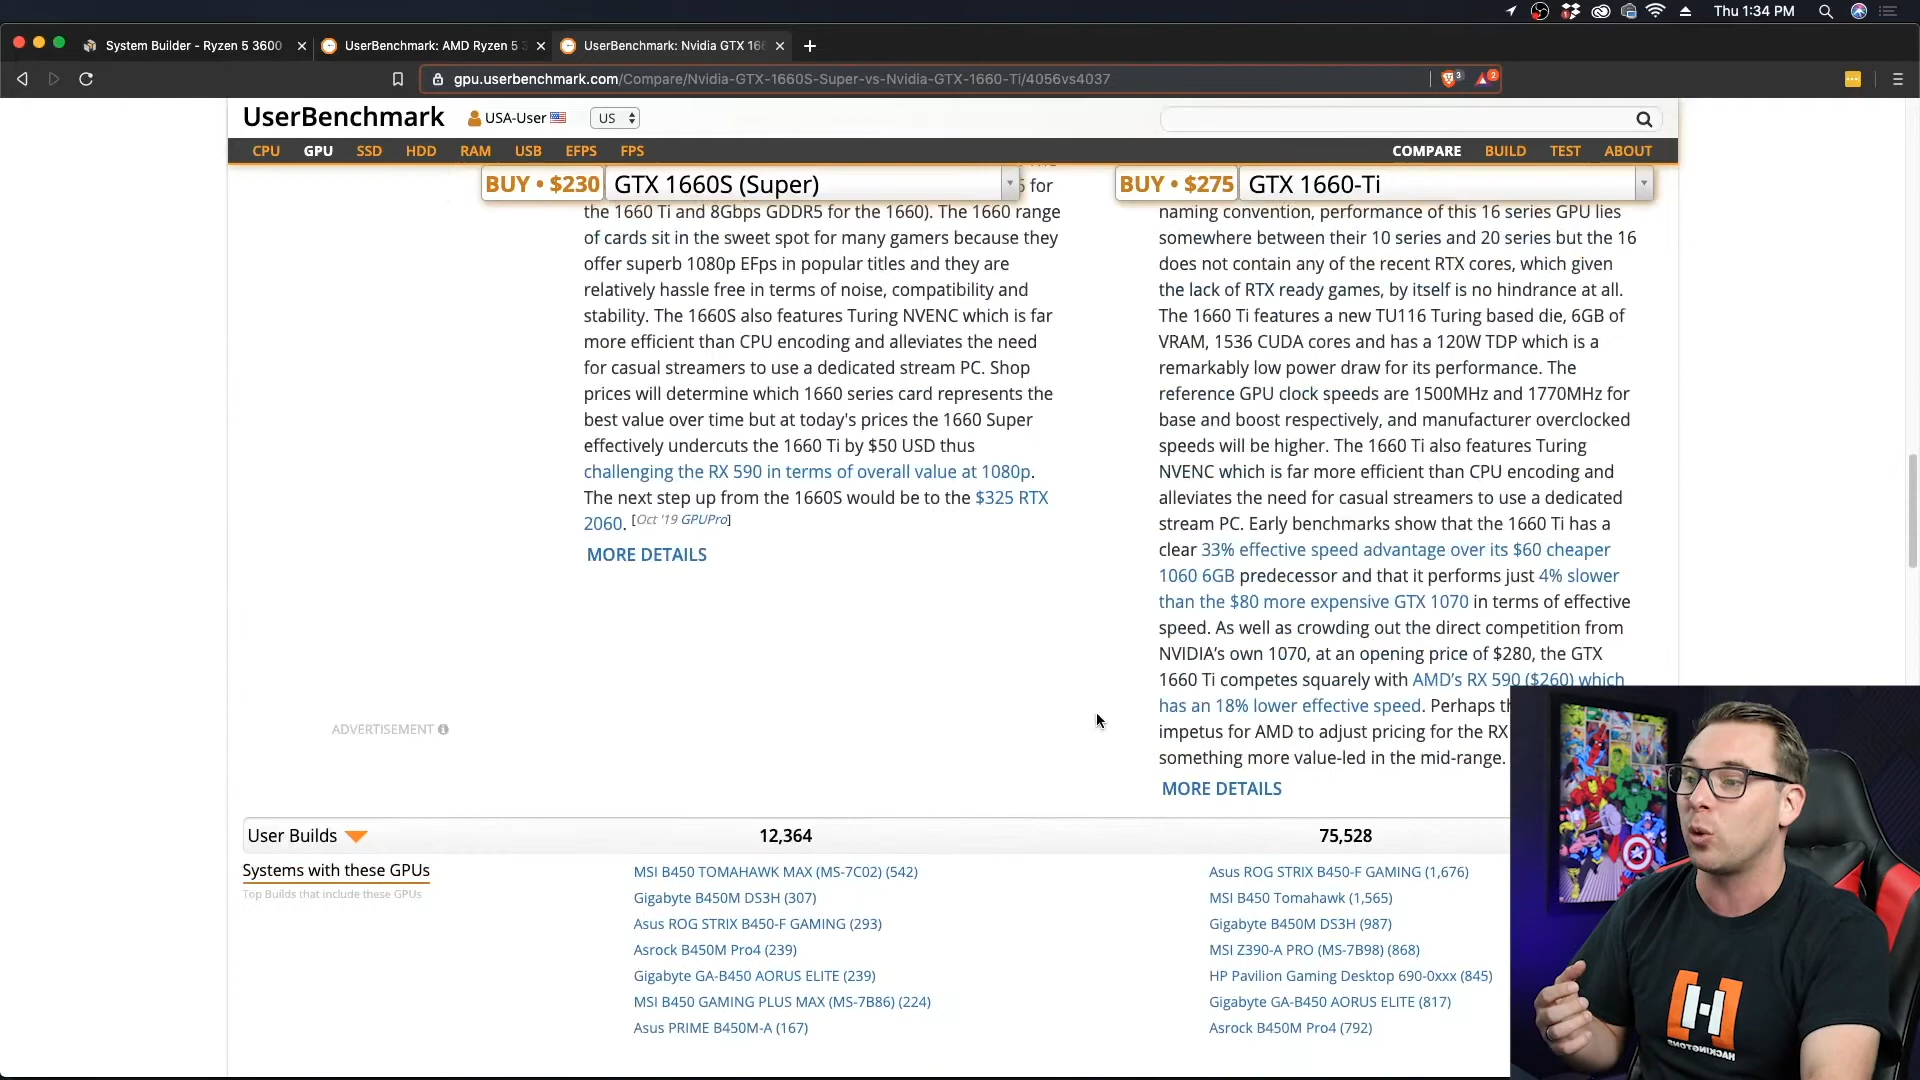 Thu 1:34 PM
System Builder - Ryzen 5 3600
UserBenchmark: AMD Ryzen 5 3
UserBenchmark: Nvidia GTX 166
gpu.userbenchmark.com/Compare/Nvidia-GTX-1660S-Super-vs-Nvidia-GTX-1660-Ti/4056vs4037
3
2
UserBenchmark
USA-User
US
CPU GPU SSD HDD RAM USB EFPS FPS
COMPARE BUILD TEST ABOUT
BUY • $230 GTX 1660S (Super)
for
the 1660 Ti and 8Gbps GDDR5 for the 1660). The 1660 range
of cards sit in the sweet spot for many gamers because they
offer superb 1080p EFps in popular titles and they are
relatively hassle free in terms of noise, compatibility and
stability. The 1660S also features Turing NVENC which is far
more efficient than CPU encoding and alleviates the need
for casual streamers to use a dedicated stream PC. Shop
prices will determine which 1660 series card represents the
best value over time but at today's prices the 1660 Super
effectively undercuts the 1660 Ti by $50 USD thus
challenging the RX 590 in terms of overall value at 1080p.
The next step up from the 1660S would be to the $325 RTX
2060. [Oct '19 GPUPro]
MORE DETAILS
BUY • $275 GTX 1660-Ti
naming convention, performance of this 16 series GPU lies
somewhere between their 10 series and 20 series but the 16
does not contain any of the recent RTX cores, which given
the lack of RTX ready games, by itself is no hindrance at all.
The 1660 Ti features a new TU116 Turing based die, 6GB of
VRAM, 1536 CUDA cores and has a 120W TDP which is a
remarkably low power draw for its performance. The
reference GPU clock speeds are 1500MHz and 1770MHz for
base and boost respectively, and manufacturer overclocked
speeds will be higher. The 1660 Ti also features Turing
NVENC which is far more efficient than CPU encoding and
alleviates the need for casual streamers to use a dedicated
stream PC. Early benchmarks show that the 1660 Ti has a
clear 33% effective speed advantage over its $60 cheaper
1060 6GB predecessor and that it performs just 4% slower
than the $80 more expensive GTX 1070 in terms of effective
speed. As well as crowding out the direct competition from
NVIDIA's own 1070, at an opening price of $280, the GTX
1660 Ti competes squarely with AMD's RX 590 ($260) which
has an 18% lower effective speed. Perhaps
impetus for AMD to adjust pricing for the RX
something more value-led in the mid-range.
MORE DETAILS
ADVERTISEMENT
User Builds 12,364 75,528
Systems with these GPUs
Top Builds that include these GPUs
MSI B450 TOMAHAWK MAX (MS-7C02) (542)
Gigabyte B450M DS3H (307)
Asus ROG STRIX B450-F GAMING (293)
Asrock B450M Pro4 (239)
Gigabyte GA-B450 AORUS ELITE (239)
MSI B450 GAMING PLUS MAX (MS-7B86) (224)
Asus PRIME B450M-A (167)
Asus ROG STRIX B450-F GAMING (1,676)
MSI B450 Tomahawk (1,565)
Gigabyte B450M DS3H (987)
MSI Z390-A PRO (MS-7B98) (868)
HP Pavilion Gaming Desktop 690-0xxx (845)
Gigabyte GA-B450 AORUS ELITE (817)
Asrock B450M Pro4 (792)